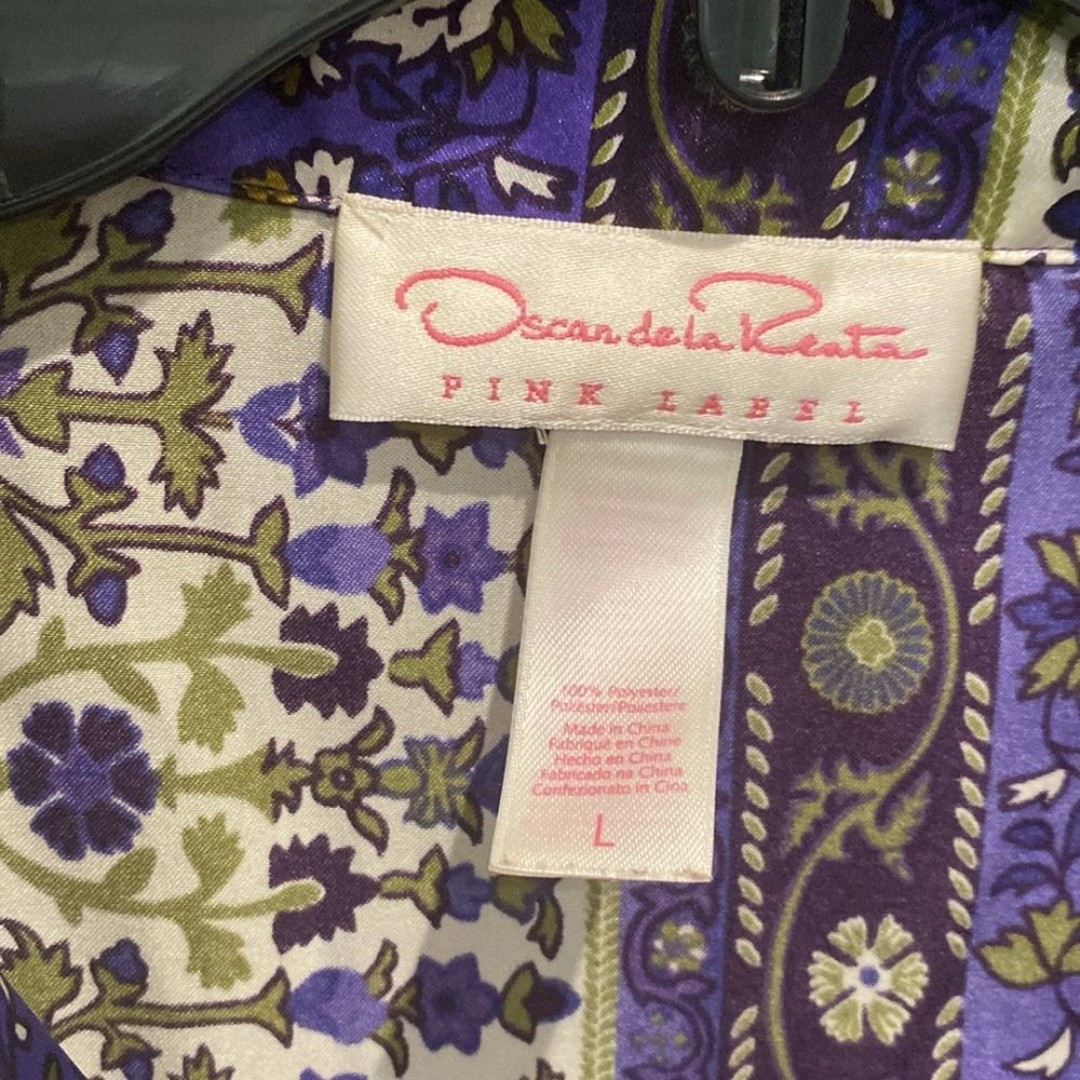 Oscar de la Renta
PINK LABEL
100% Polyester/
Poliester/Poliestere
Made in China
Fabriqué en Chine
Hecho en China
Fabricado na China
Confezionato in Cina
L